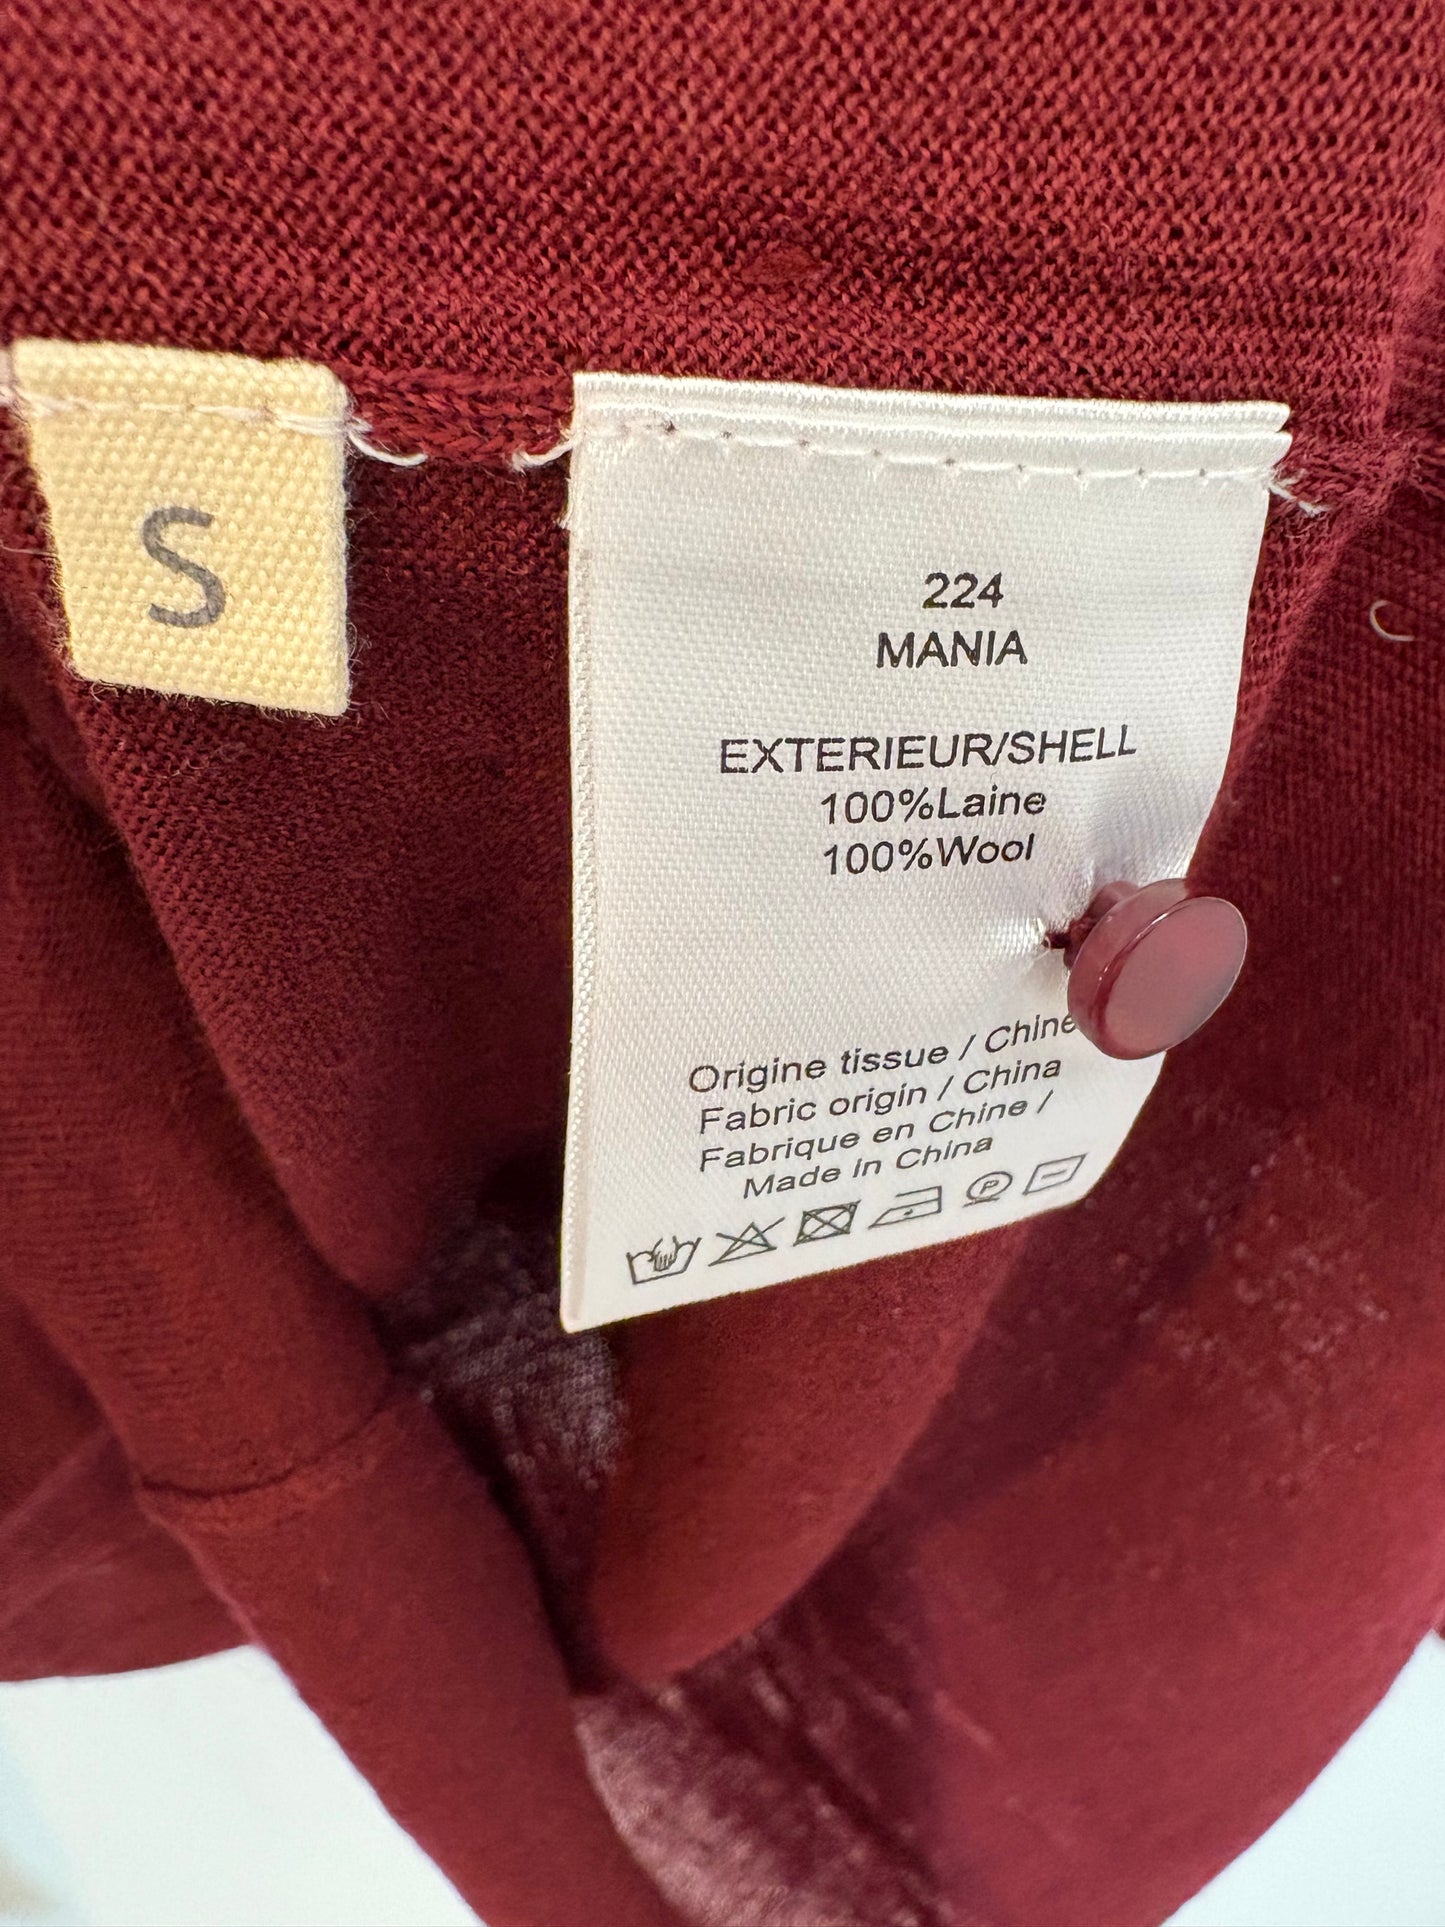 S
224
MANIA
EXTERIEUR/SHELL
100%Laine
100%Wool
Origine tissue / Chine
Fabric origin / China
Fabrique en Chine /
Made in China
P